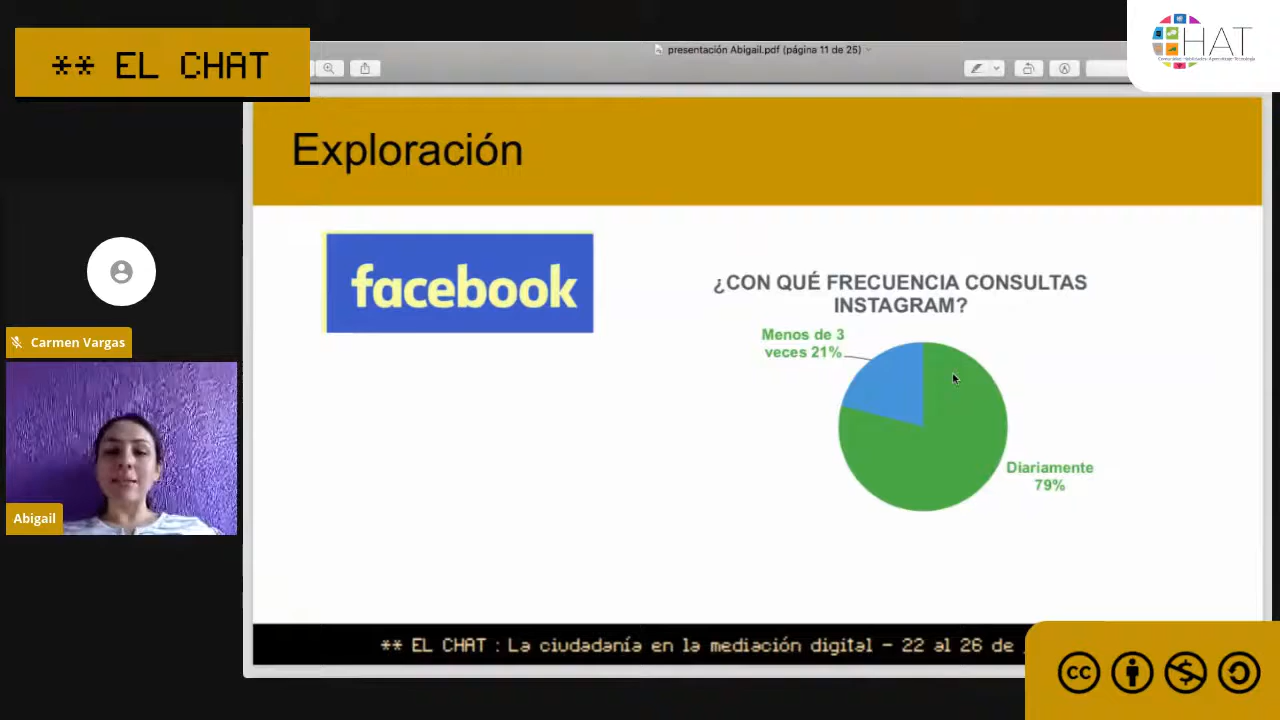 ** EL CHAT
presentación Abigail.pdf (página 11 de 25)
HAT
Exploración
facebook
¿CON QUÉ FRECUENCIA CONSULTAS
INSTAGRAM?
Menos de 3
veces 21%
Diariamente
79%
Carmen Vargas
Abigail
** EL CHAT : La ciudadanía en la mediación digital – 22 al 26 de
cc